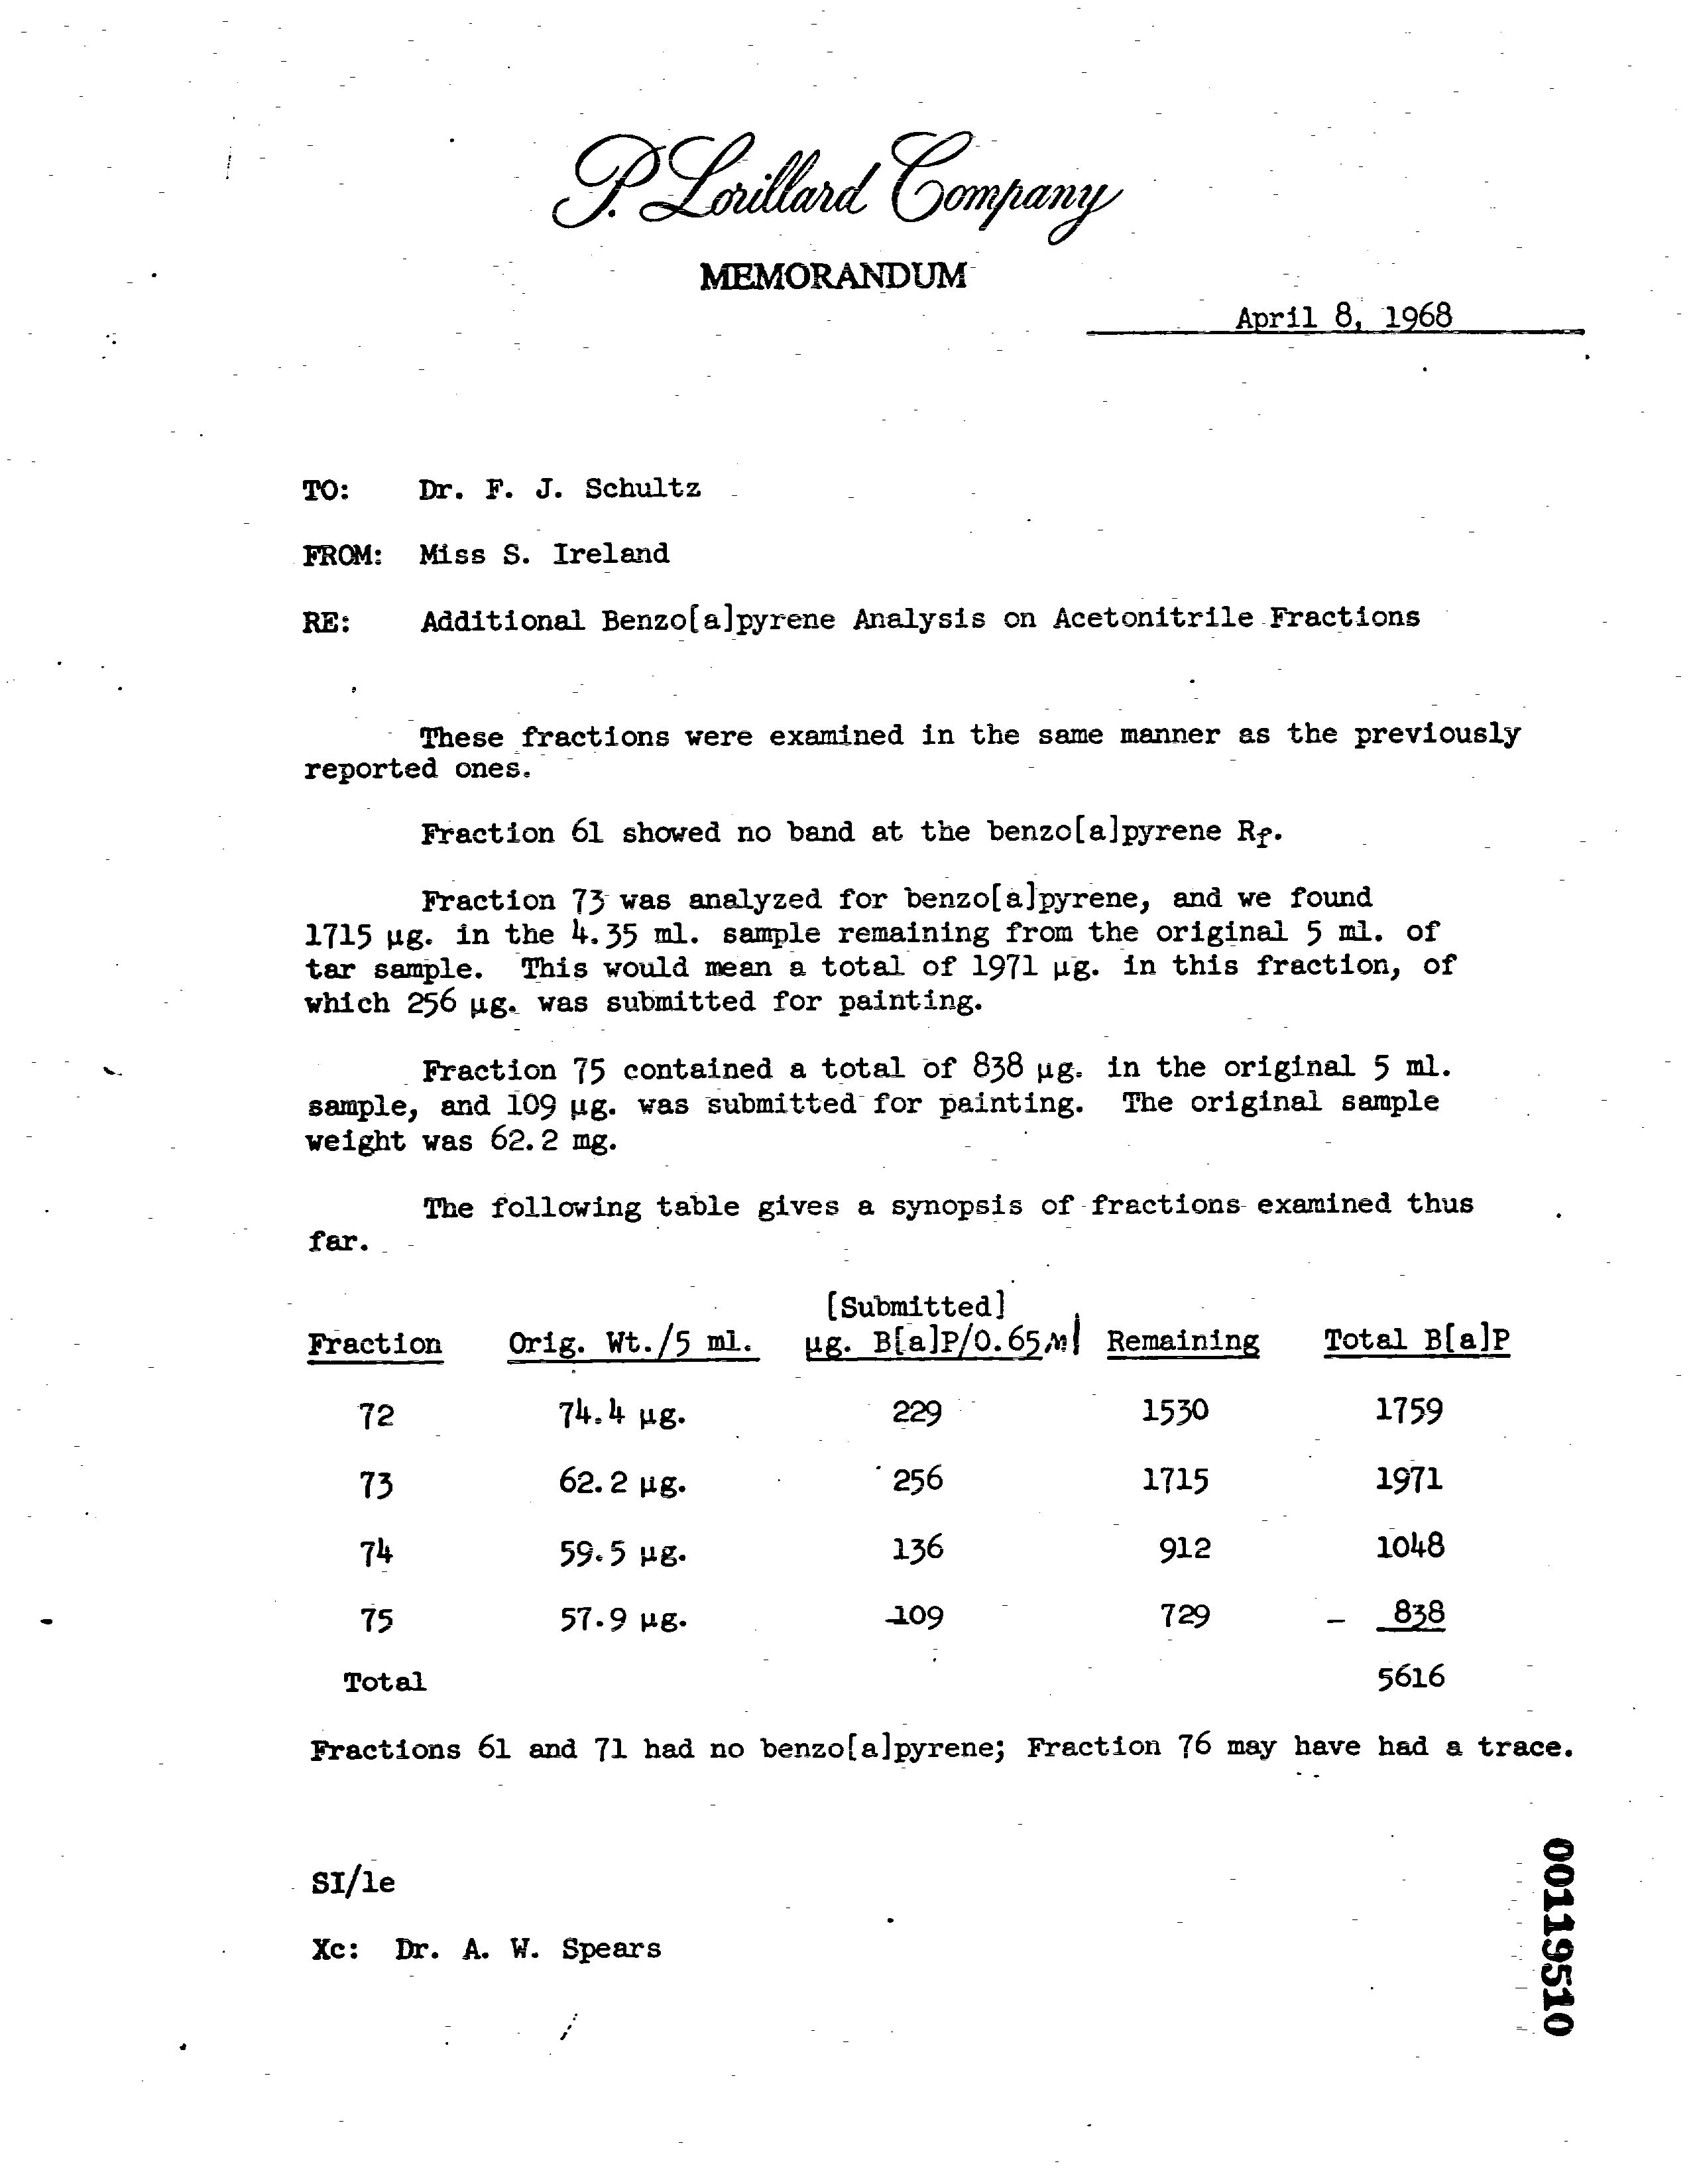 P. Lorillard Company
MEMORANDUM
April 8, 1968
TO: Dr. F. J. Schultz
FROM: Miss S. Ireland
RE: Additional Benzo[a]pyrene Analysis on Acetonitrile Fractions
These fractions were examined in the same manner as the previously
reported ones.
Fraction 61 showed no band at the benzo[a]pyrene Rf.
Fraction 73 was analyzed for benzo[a]pyrene, and we found
1715 µg. in the 4.35 ml. sample remaining from the original 5 ml. of
tar sample. This would mean a total of 1971 µg. in this fraction, of
which 256 µg. was submitted for painting.
Fraction 75 contained a total of 838 µg. in the original 5 ml.
sample, and 109 µg. was submitted for painting. The original sample
weight was 62.2 mg.
The following table gives a synopsis of fractions examined thus
far.
[Submitted]
Fraction Orig. Wt./5 ml. µg. B[a]P/0.65 ml Remaining Total B[a]P
72 74.4 µg. 229 1530 1759
73 62.2 µg. 256 1715 1971
74 59.5 µg. 136 912 1048
75 57.9 µg. 109 729 838
Total 5616
Fractions 61 and 71 had no benzo[a]pyrene; Fraction 76 may have had a trace.
SI/le
Xc: Dr. A. W. Spears
00119510